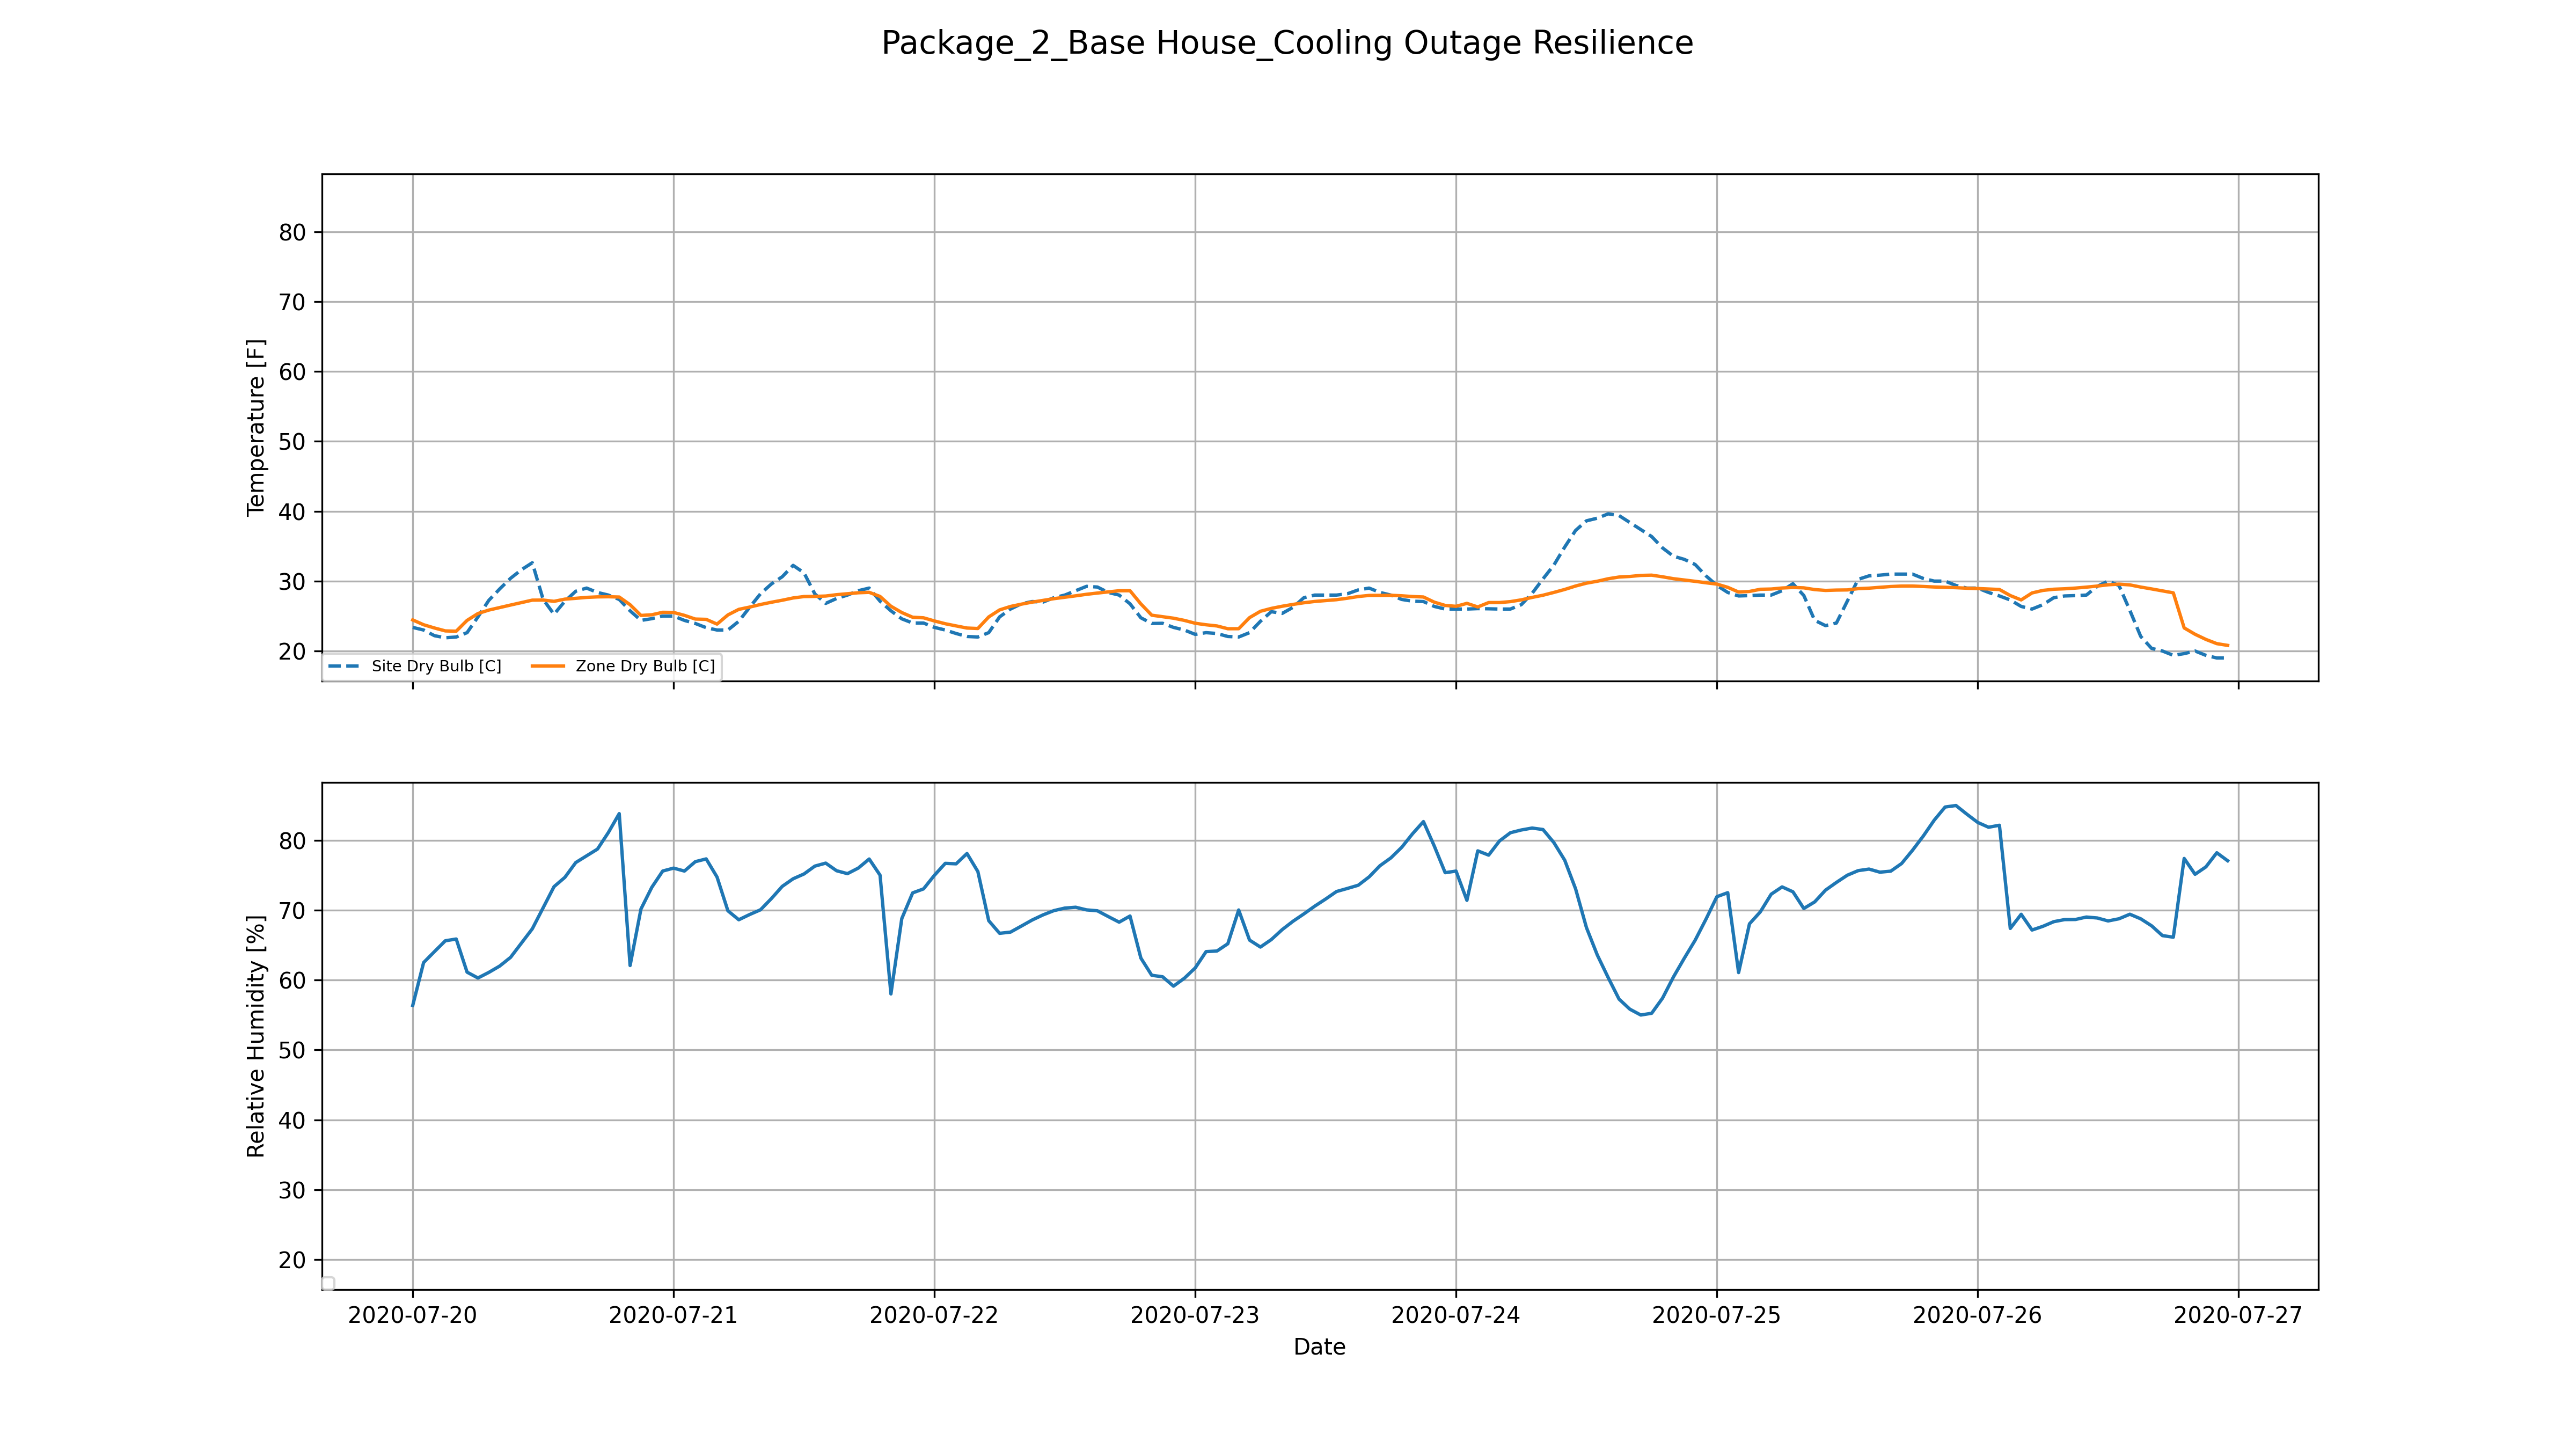 Package_2_Base House_Cooling Outage Resilience
Temperature [F]
80
70
60
50
40
30
20
Site Dry Bulb [C] Zone Dry Bulb [C]
Relative Humidity [%]
80
70
60
50
40
30
20
2020-07-20 2020-07-21 2020-07-22 2020-07-23 2020-07-24 2020-07-25 2020-07-26 2020-07-27
Date